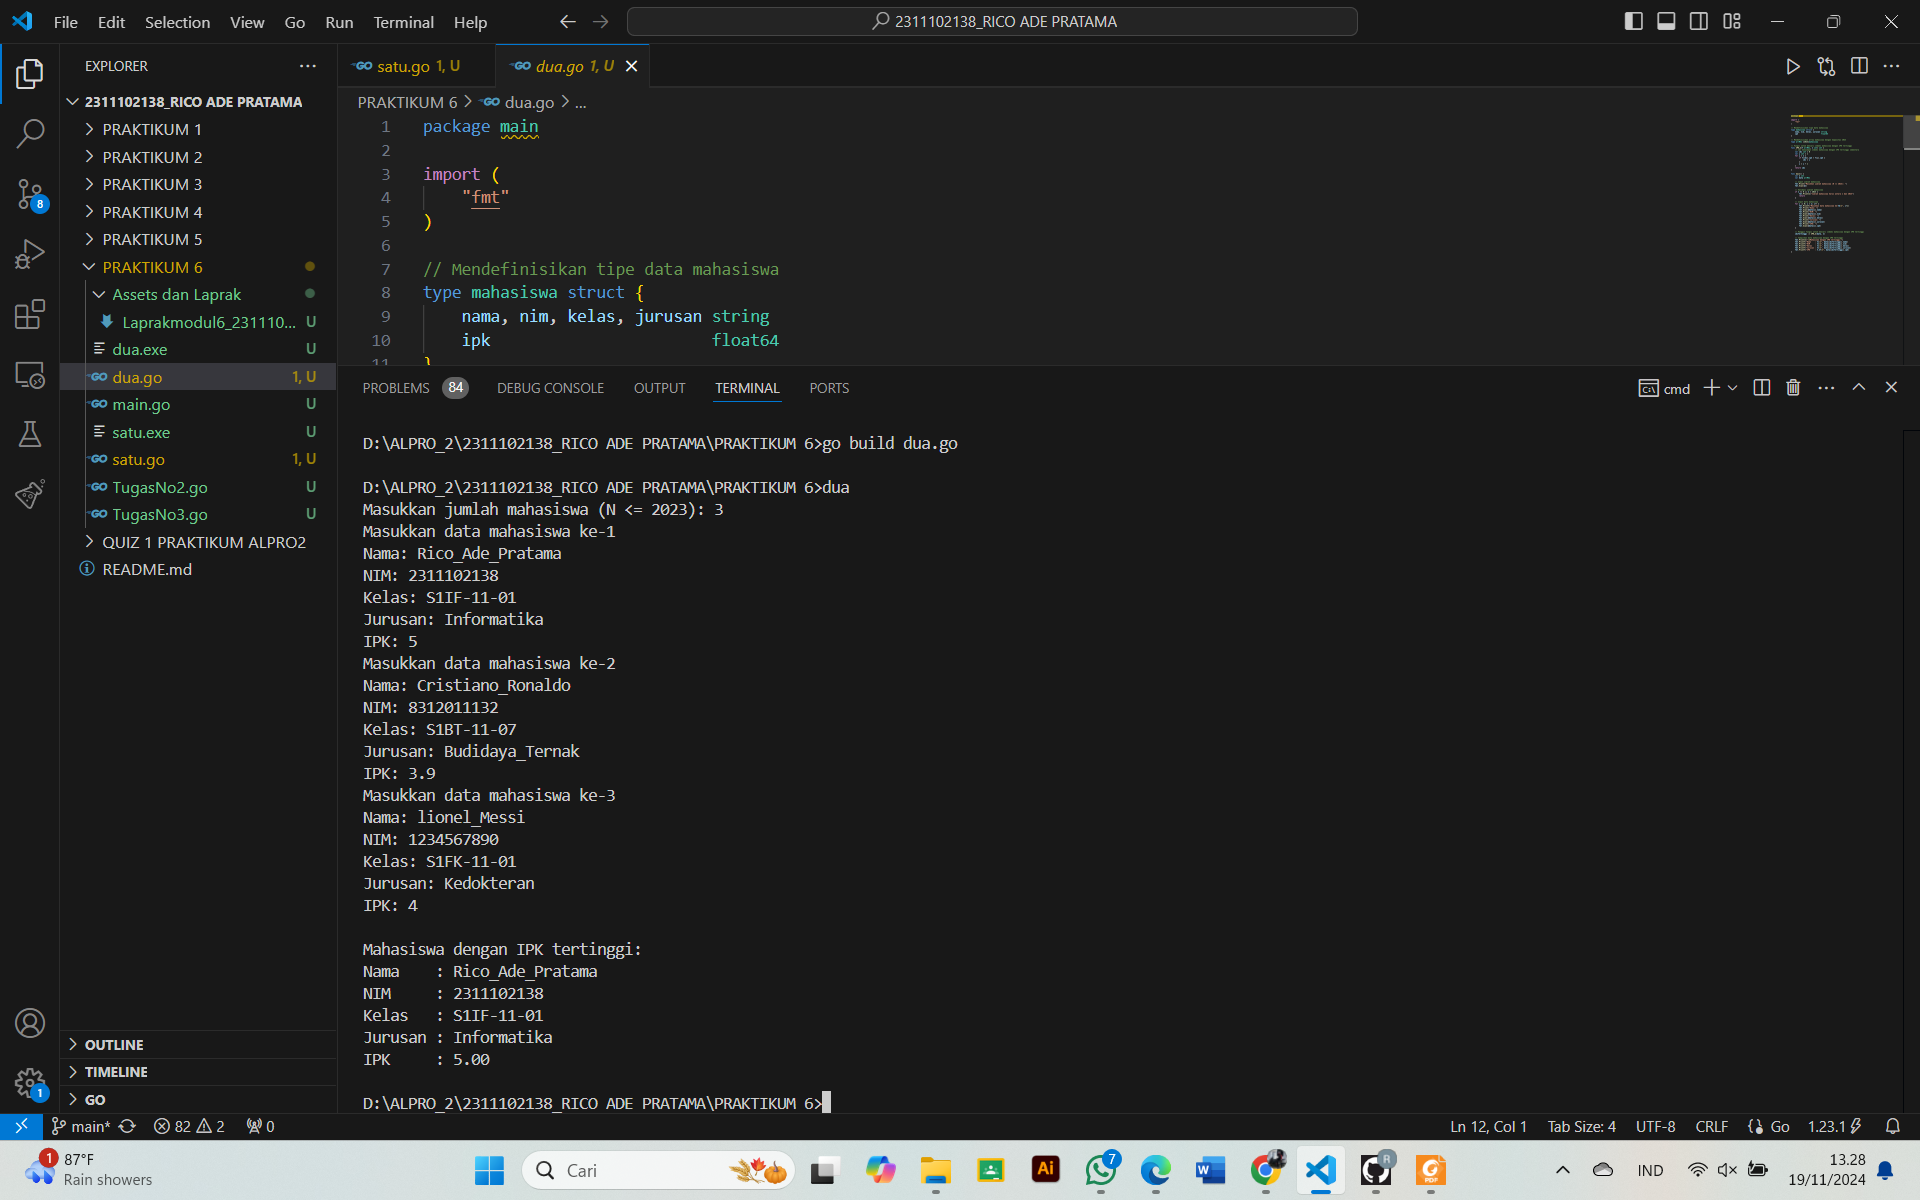 File Edit Selection View Go Run Terminal Help
2311102138_RICO ADE PRATAMA
EXPLORER
2311102138_RICO ADE PRATAMA
PRAKTIKUM 1
PRAKTIKUM 2
PRAKTIKUM 3
PRAKTIKUM 4
PRAKTIKUM 5
PRAKTIKUM 6
Assets dan Laprak
Laprakmodul6_231110... U
dua.exe U
dua.go 1, U
main.go U
satu.exe U
satu.go 1, U
TugasNo2.go U
TugasNo3.go U
QUIZ 1 PRAKTIKUM ALPRO2
README.md
OUTLINE
TIMELINE
GO
8
1
satu.go 1, U
dua.go 1, U
PRAKTIKUM 6 > dua.go > ...
1 package main
2
3 import (
4 "fmt"
5 )
6
7 // Mendefinisikan tipe data mahasiswa
8 type mahasiswa struct {
9 nama, nim, kelas, jurusan string
10 ipk float64
11 }
PROBLEMS 84 DEBUG CONSOLE OUTPUT TERMINAL PORTS
cmd
D:\ALPRO_2\2311102138_RICO ADE PRATAMA\PRAKTIKUM 6>go build dua.go
D:\ALPRO_2\2311102138_RICO ADE PRATAMA\PRAKTIKUM 6>dua
Masukkan jumlah mahasiswa (N <= 2023): 3
Masukkan data mahasiswa ke-1
Nama: Rico_Ade_Pratama
NIM: 2311102138
Kelas: S1IF-11-01
Jurusan: Informatika
IPK: 5
Masukkan data mahasiswa ke-2
Nama: Cristiano_Ronaldo
NIM: 8312011132
Kelas: S1BT-11-07
Jurusan: Budidaya_Ternak
IPK: 3.9
Masukkan data mahasiswa ke-3
Nama: lionel_Messi
NIM: 1234567890
Kelas: S1FK-11-01
Jurusan: Kedokteran
IPK: 4
Mahasiswa dengan IPK tertinggi:
Nama : Rico_Ade_Pratama
NIM : 2311102138
Kelas : S1IF-11-01
Jurusan : Informatika
IPK : 5.00
D:\ALPRO_2\2311102138_RICO ADE PRATAMA\PRAKTIKUM 6>
main* 82 2 0
Ln 12, Col 1 Tab Size: 4 UTF-8 CRLF Go 1.23.1
1
87°F
Rain showers
Cari
Ai
7
R
PDF
IND
13.28
19/11/2024